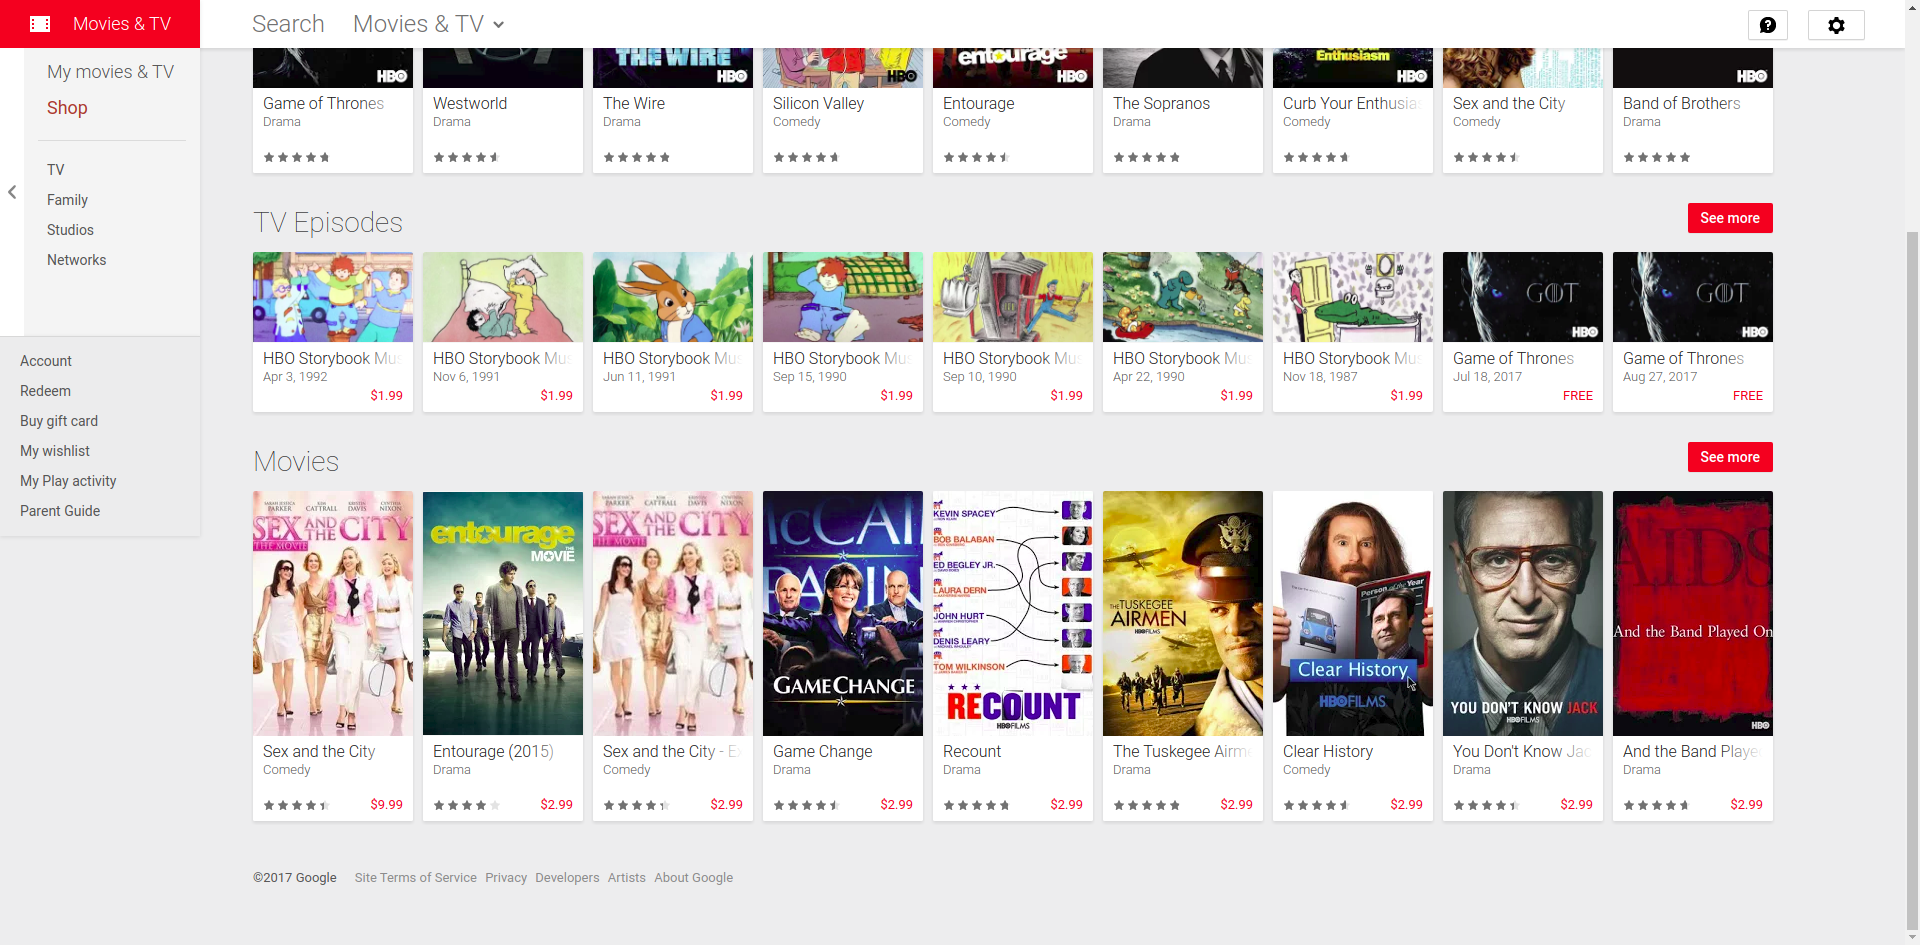 Movies & TV
Search
Movies & TV
My movies & TV
Shop
TV
Family
Studios
Networks
Account
Redeem
Buy gift card
My wishlist
My Play activity
Parent Guide
HBO
THE WIRE
HBO
HBO
entourage
HBO
Enthusiasm
HBO
HBO
Game of Thrones
Drama
Westworld
Drama
The Wire
Drama
Silicon Valley
Comedy
Entourage
Comedy
The Sopranos
Drama
Curb Your Enthusia
Comedy
Sex and the City
Comedy
Band of Brothers
Drama
TV Episodes
See more
GOT
HBO
GOT
HBO
HBO Storybook Mus
Apr 3, 1992
$1.99
HBO Storybook Mus
Nov 6, 1991
$1.99
HBO Storybook Mus
Jun 11, 1991
$1.99
HBO Storybook Mus
Sep 15, 1990
$1.99
HBO Storybook Mus
Sep 10, 1990
$1.99
HBO Storybook Mus
Apr 22, 1990
$1.99
HBO Storybook Mus
Nov 18, 1987
$1.99
Game of Thrones
Jul 18, 2017
FREE
Game of Thrones
Aug 27, 2017
FREE
Movies
See more
SARAH JESSICA PARKER
KIM CATTRALL
KRISTIN DAVIS
CYNTHIA NIXON
SEX AND THE CITY
THE MOVIE
Sex and the City
Comedy
$9.99
entourage
THE MOVIE
Entourage (2015)
Drama
$2.99
PARKER
CATTRALL
DAVIS
NIXON
SEX AND THE CITY
THE MOVIE
Sex and the City - Ex
Comedy
$2.99
McCAI
PALIN
GAME CHANGE
Game Change
Drama
$2.99
KEVIN SPACEY
BOB BALABAN
ED BEGLEY JR.
LAURA DERN
JOHN HURT
DENIS LEARY
TOM WILKINSON
RECOUNT
HBO FILMS
Recount
Drama
$2.99
THE TUSKEGEE
AIRMEN
HBO FILMS
The Tuskegee Airme
Drama
$2.99
Person of the Year
Clear History
HBO FILMS
Clear History
Comedy
$2.99
YOU DON'T KNOW JACK
HBO FILMS
You Don't Know Jac
Drama
$2.99
AIDS
And the Band Played On
HBO
And the Band Playe
Drama
$2.99
©2017 Google
Site Terms of Service
Privacy
Developers
Artists
About Google